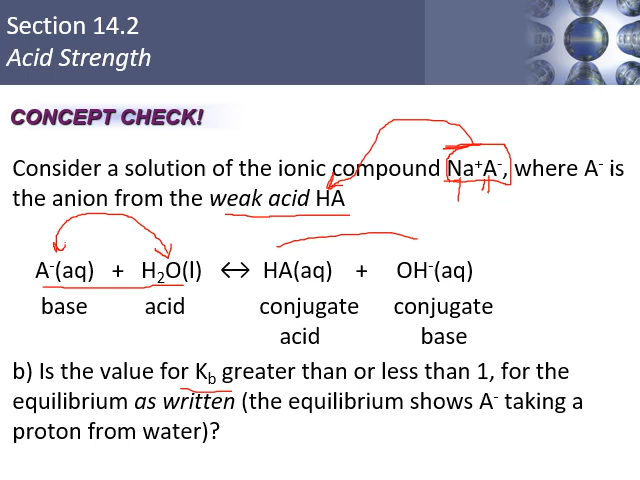 Section 14.2
Acid Strength
CONCEPT CHECK!
Consider a solution of the ionic compound Na⁺A⁻, where A⁻ is
the anion from the weak acid HA
A⁻(aq) + H₂O(l) ↔ HA(aq) + OH⁻(aq)
base acid conjugate conjugate
acid base
b) Is the value for K_b greater than or less than 1, for the
equilibrium as written (the equilibrium shows A⁻ taking a
proton from water)?